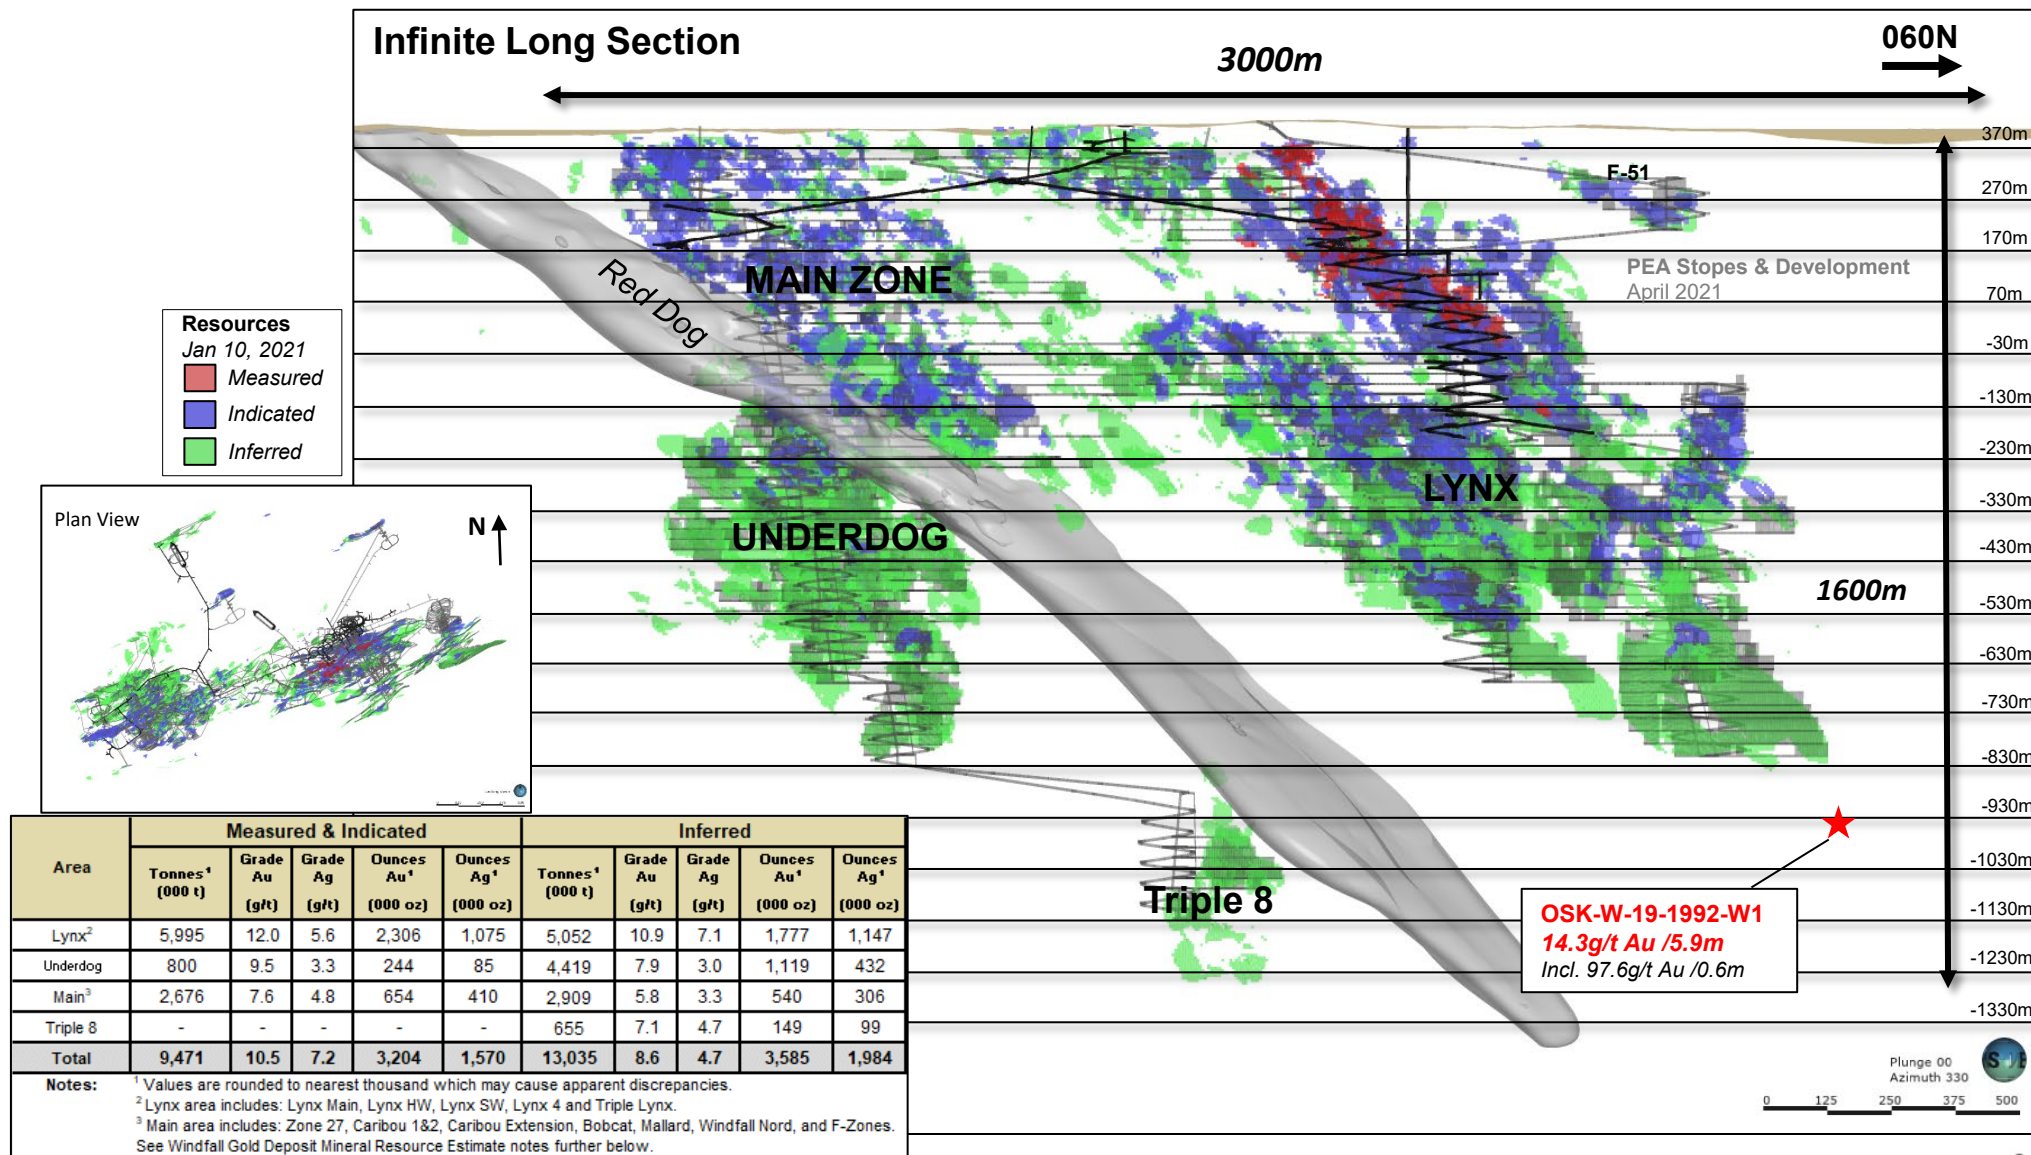 Infinite Long Section
3000m
060N
370m
270m
170m
70m
-30m
-130m
-230m
-330m
-430m
-530m
-630m
-730m
-830m
-930m
-1030m
-1130m
-1230m
-1330m
F-51
PEA Stopes & Development
April 2021
MAIN ZONE
Red Dog
LYNX
UNDERDOG
Triple 8
1600m
Resources
Jan 10, 2021
Measured
Indicated
Inferred
Plan View
N
OSK-W-19-1992-W1
14.3g/t Au /5.9m
Incl. 97.6g/t Au /0.6m
Plunge 00
Azimuth 330
0 125 250 375 500
Area Measured & Indicated Inferred
Tonnes¹ (000 t) Grade Au (g/t) Grade Ag (g/t) Ounces Au¹ (000 oz) Ounces Ag¹ (000 oz) Tonnes¹ (000 t) Grade Au (g/t) Grade Ag (g/t) Ounces Au¹ (000 oz) Ounces Ag¹ (000 oz)
Lynx² 5,995 12.0 5.6 2,306 1,075 5,052 10.9 7.1 1,777 1,147
Underdog 800 9.5 3.3 244 85 4,419 7.9 3.0 1,119 432
Main³ 2,676 7.6 4.8 654 410 2,909 5.8 3.3 540 306
Triple 8 - - - - - 655 7.1 4.7 149 99
Total 9,471 10.5 7.2 3,204 1,570 13,035 8.6 4.7 3,585 1,984
Notes: ¹ Values are rounded to nearest thousand which may cause apparent discrepancies.
² Lynx area includes: Lynx Main, Lynx HW, Lynx SW, Lynx 4 and Triple Lynx.
³ Main area includes: Zone 27, Caribou 1&2, Caribou Extension, Bobcat, Mallard, Windfall Nord, and F-Zones.
See Windfall Gold Deposit Mineral Resource Estimate notes further below.